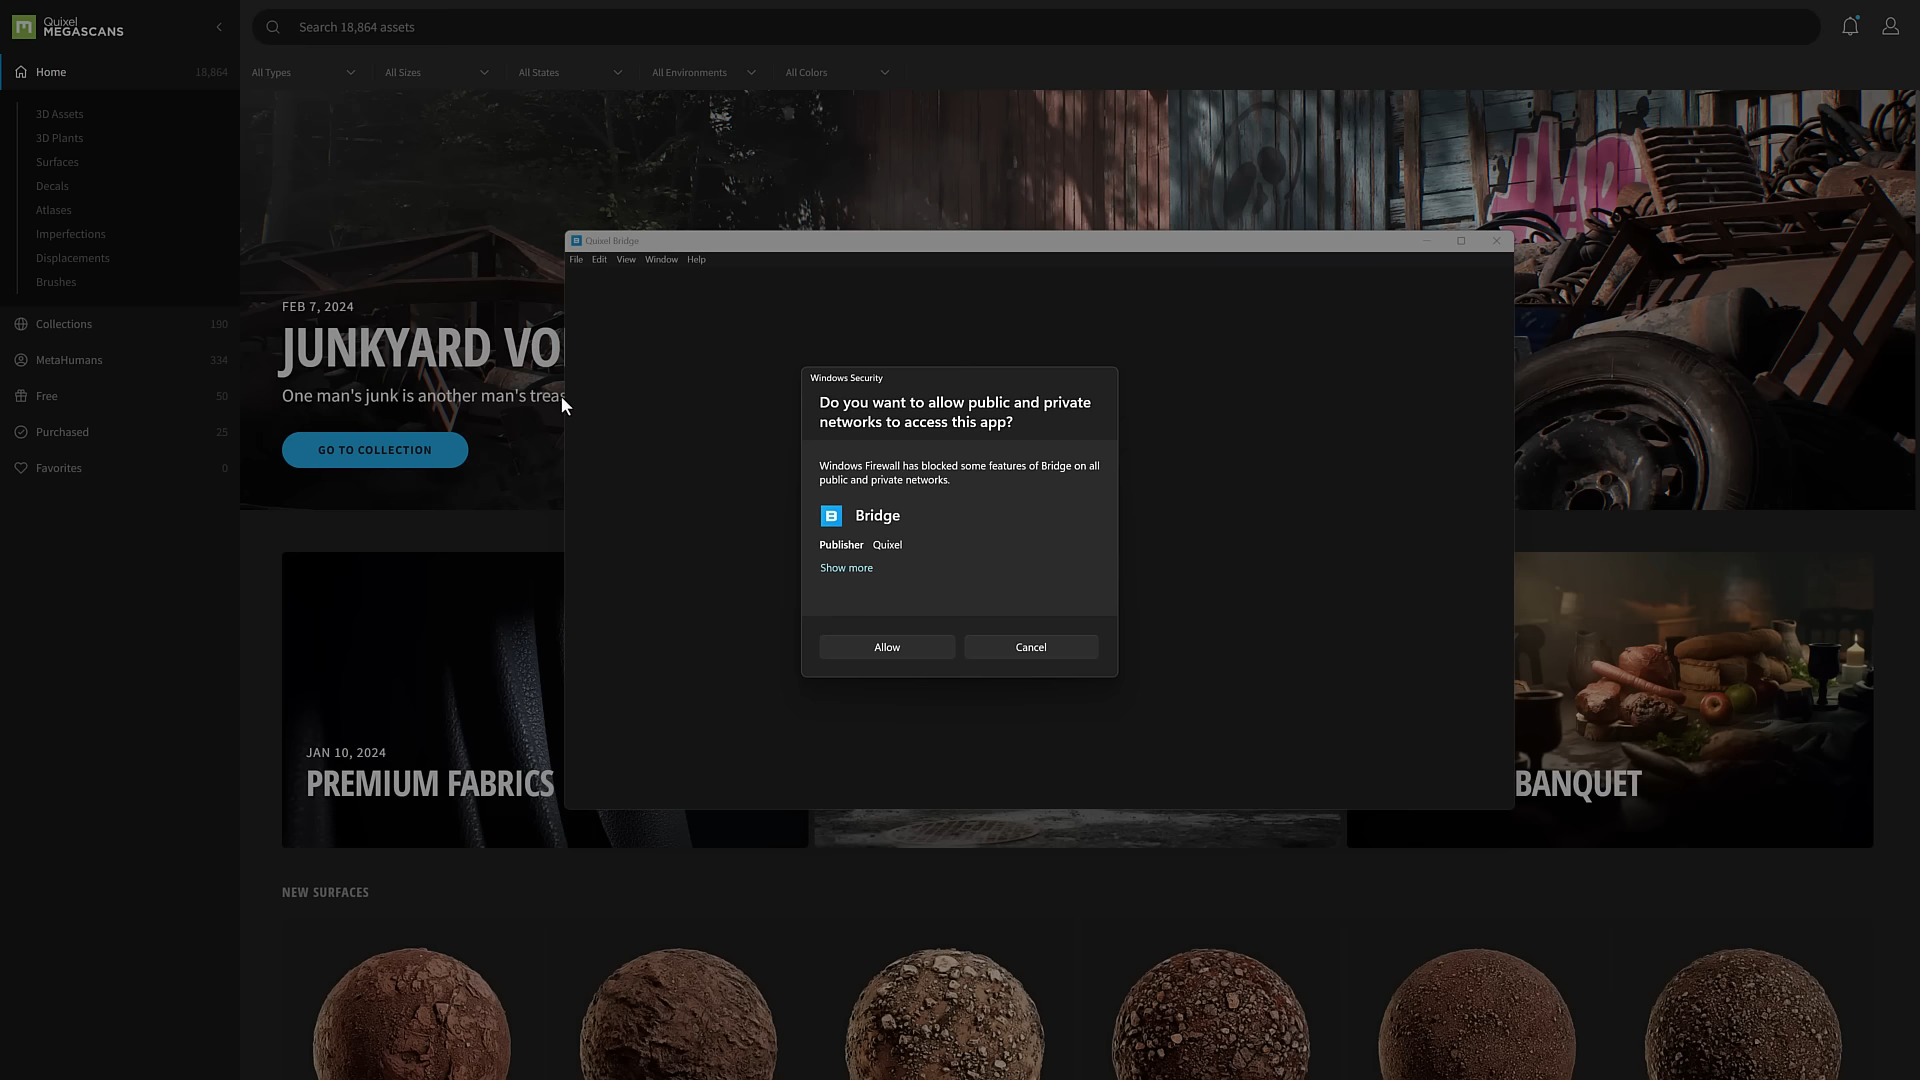 Quixel
MEGASCANS
Search 18,864 assets
Home 18,864
All Types
All Sizes
All States
All Environments
All Colors
3D Assets
3D Plants
Surfaces
Decals
Atlases
Imperfections
Displacements
Brushes
Collections 190
MetaHumans 334
Free 50
Purchased 25
Favorites 0
FEB 7, 2024
JUNKYARD VO
One man's junk is another man's treas
GO TO COLLECTION
Quixel Bridge
File Edit View Window Help
Windows Security
Do you want to allow public and private
networks to access this app?
Windows Firewall has blocked some features of Bridge on all
public and private networks.
Bridge
Publisher Quixel
Show more
Allow
Cancel
JAN 10, 2024
PREMIUM FABRICS
BANQUET
NEW SURFACES